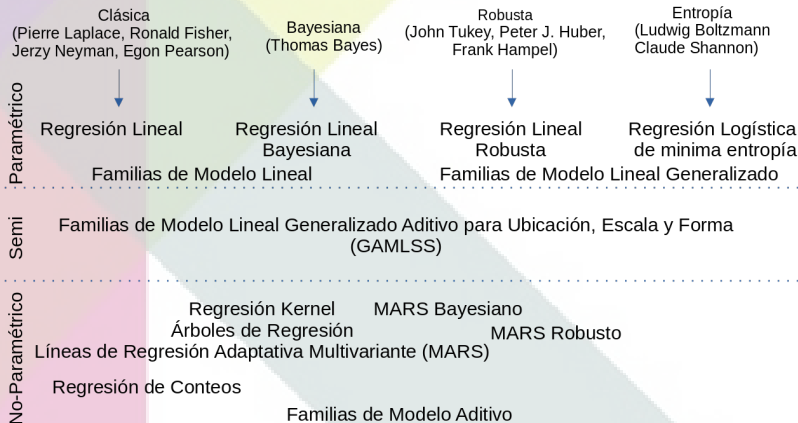 Clásica
(Pierre Laplace, Ronald Fisher,
Jerzy Neyman, Egon Pearson)
Bayesiana
(Thomas Bayes)
Robusta
(John Tukey, Peter J. Huber,
Frank Hampel)
Entropía
(Ludwig Boltzmann
Claude Shannon)
Paramétrico
Regresión Lineal
Regresión Lineal
Bayesiana
Regresión Lineal
Robusta
Regresión Logística
de minima entropía
Familias de Modelo Lineal
Familias de Modelo Lineal Generalizado
Semi
Familias de Modelo Lineal Generalizado Aditivo para Ubicación, Escala y Forma
(GAMLSS)
No-Paramétrico
Regresión Kernel
MARS Bayesiano
Árboles de Regresión
MARS Robusto
Líneas de Regresión Adaptativa Multivariante (MARS)
Regresión de Conteos
Familias de Modelo Aditivo